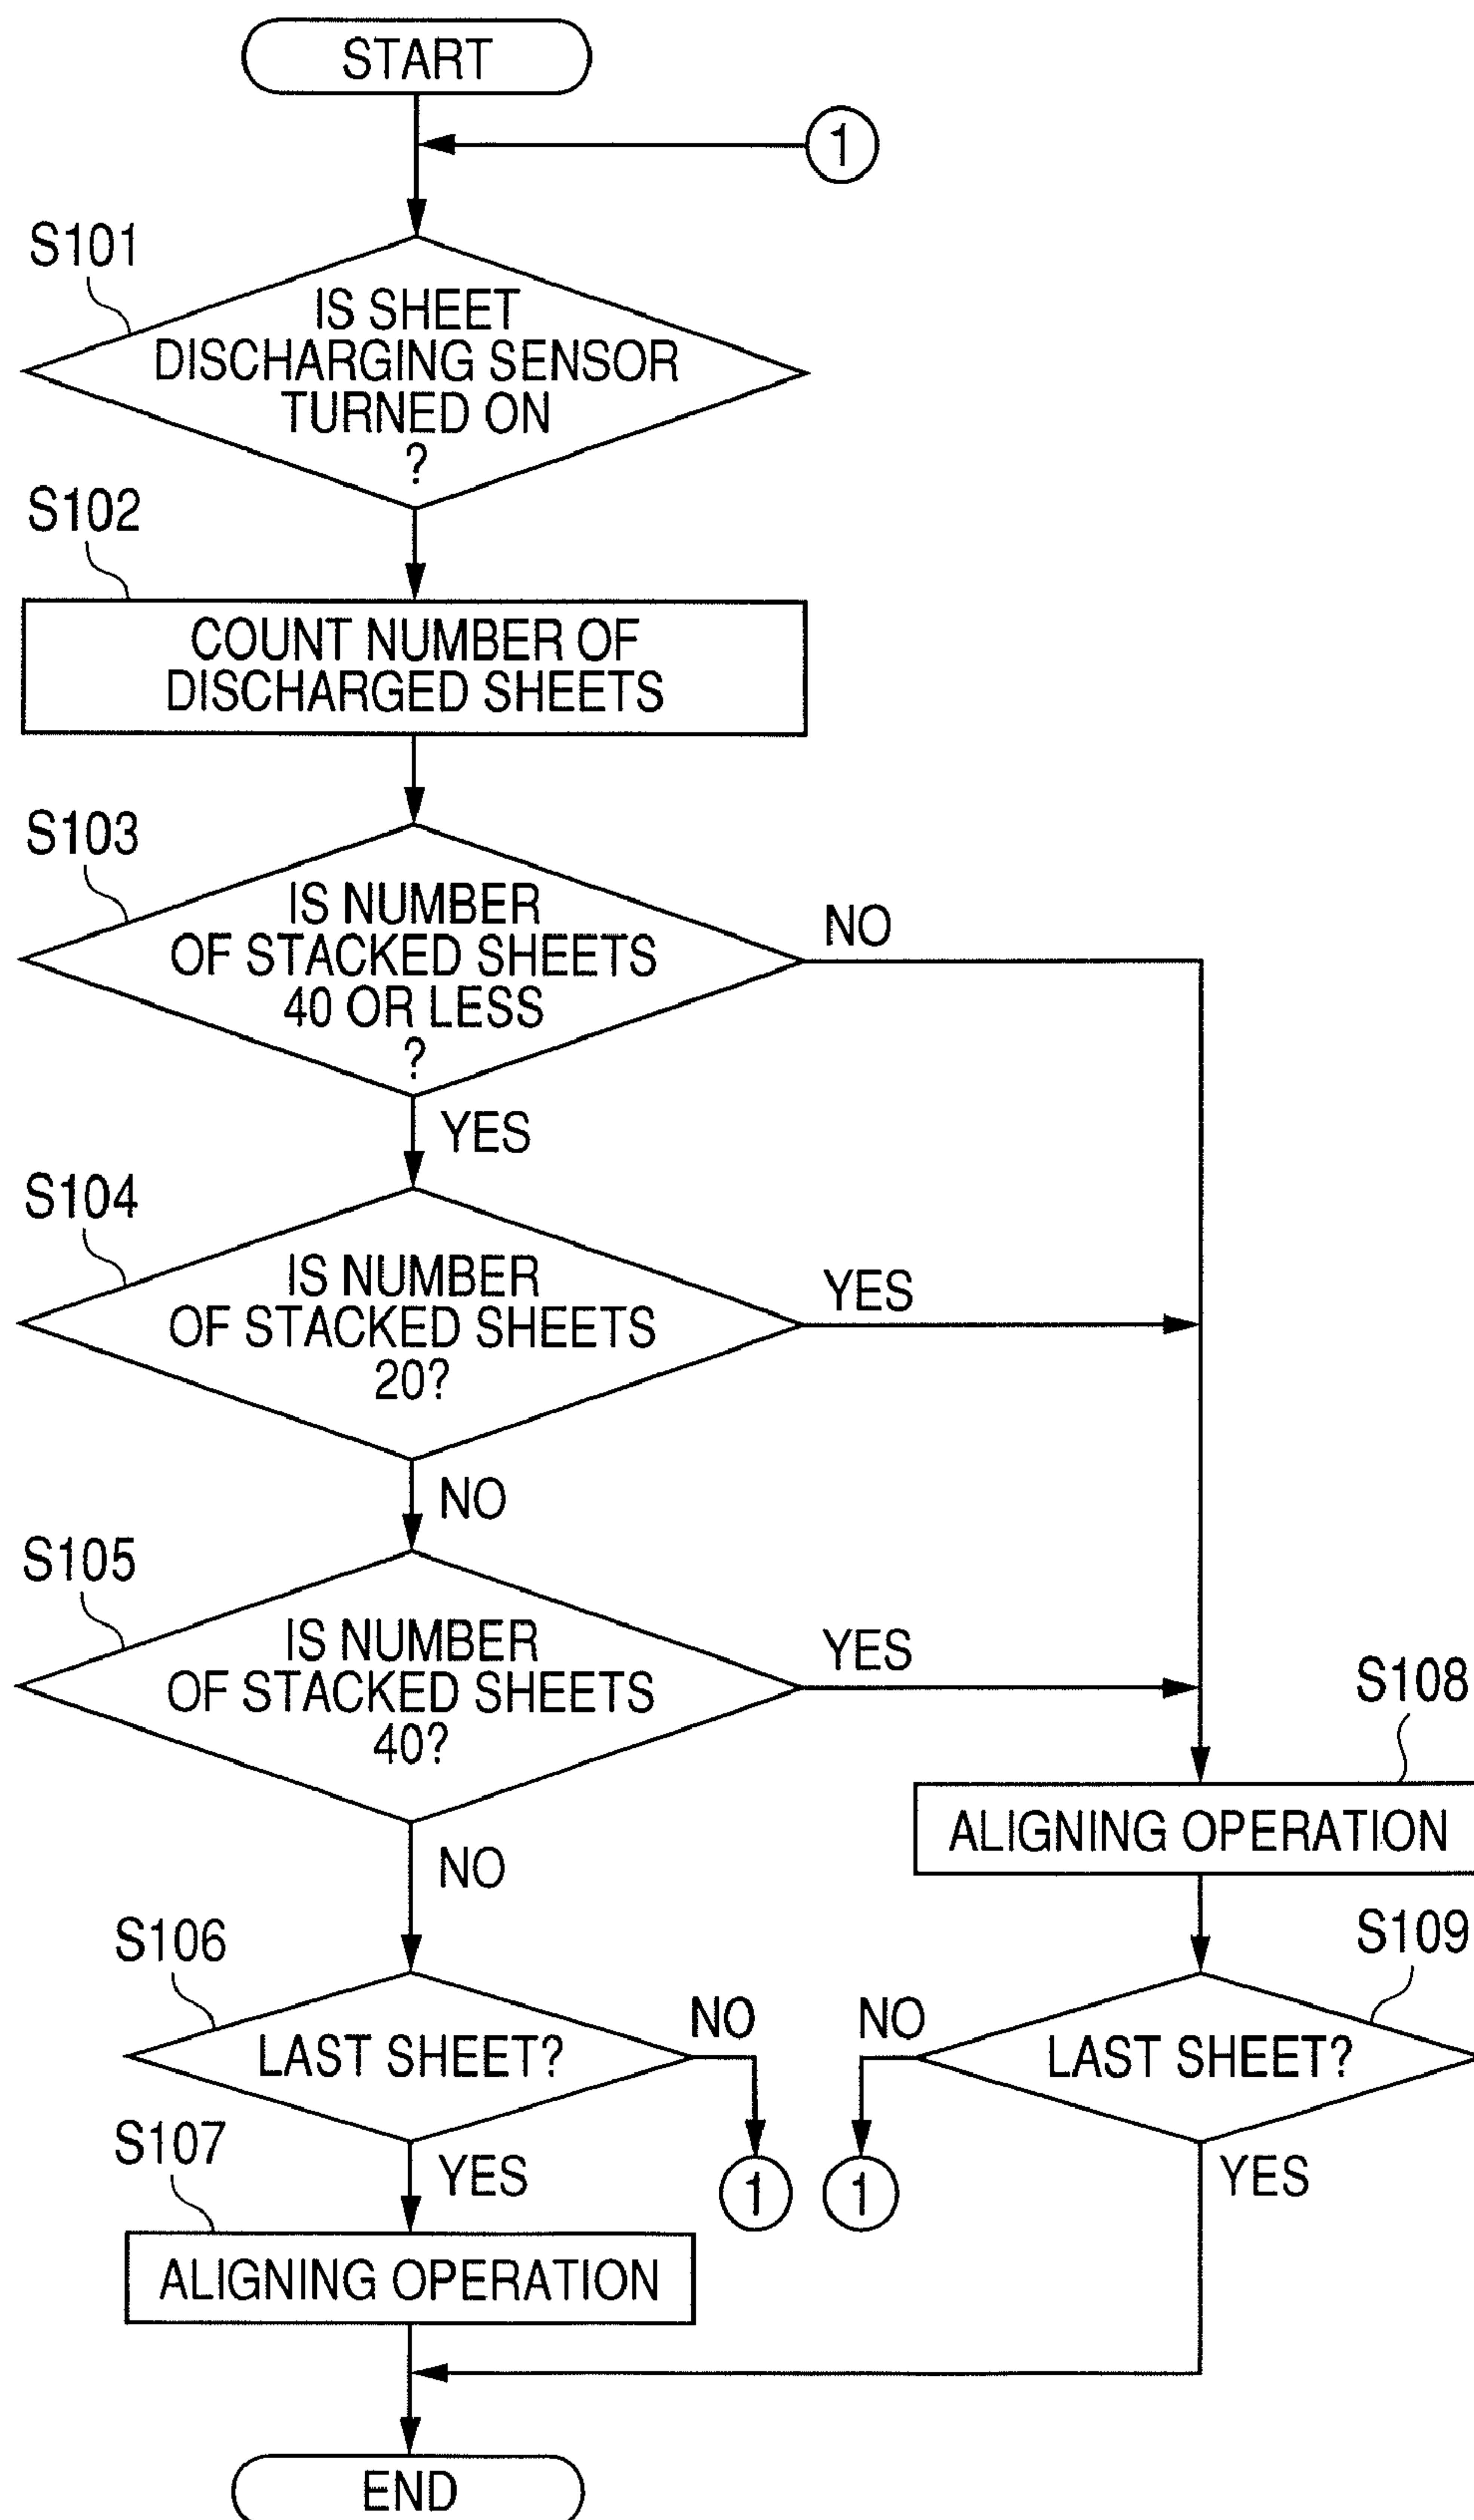 START
1
S101
IS SHEET
DISCHARGING SENSOR
TURNED ON
?
S102
COUNT NUMBER OF
DISCHARGED SHEETS
S103
IS NUMBER
OF STACKED SHEETS
40 OR LESS
?
NO
YES
S104
IS NUMBER
OF STACKED SHEETS
20?
YES
NO
S105
IS NUMBER
OF STACKED SHEETS
40?
YES
NO
S108
ALIGNING OPERATION
S106
LAST SHEET?
NO
1
YES
S109
LAST SHEET?
NO
1
YES
S107
ALIGNING OPERATION
END